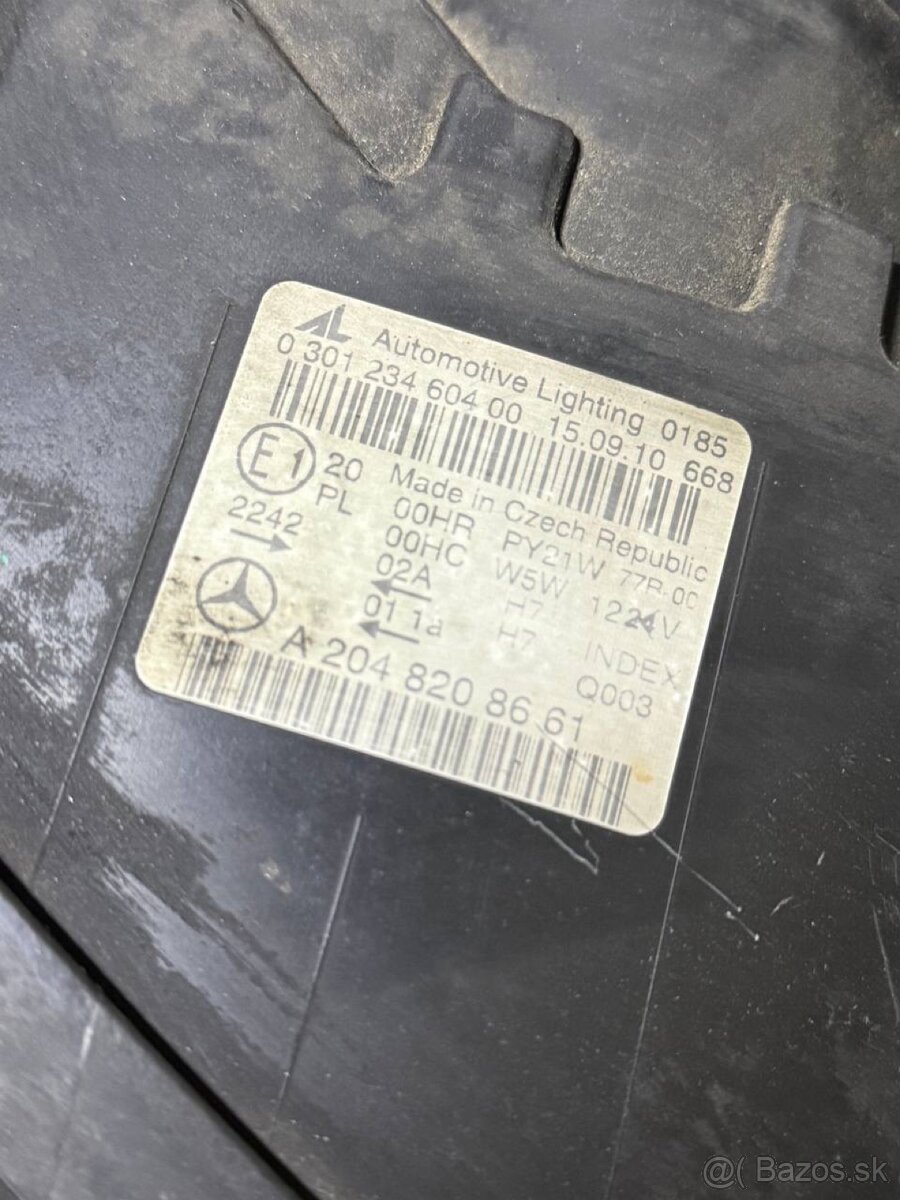 AL Automotive Lighting 0185
0 301 234 604 00 15.09.10 668
E1 20 Made in Czech Republic
PL 00HR PY21W 77R-00
2242 00HC W5W 12V
02A H7 INDEX
01 1a H7 Q003
A 204 820 86 61
@( Bazos.sk